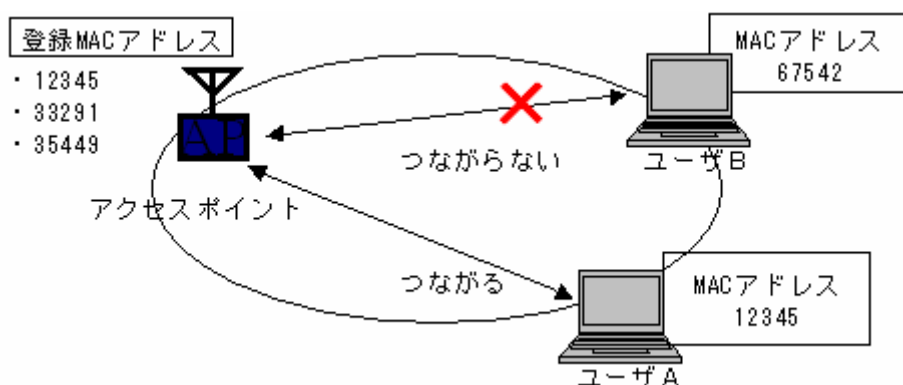 登録MACアドレス
・12345
・33291
・35449
AP
アクセスポイント
つながらない
つながる
MACアドレス
67542
ユーザB
MACアドレス
12345
ユーザA